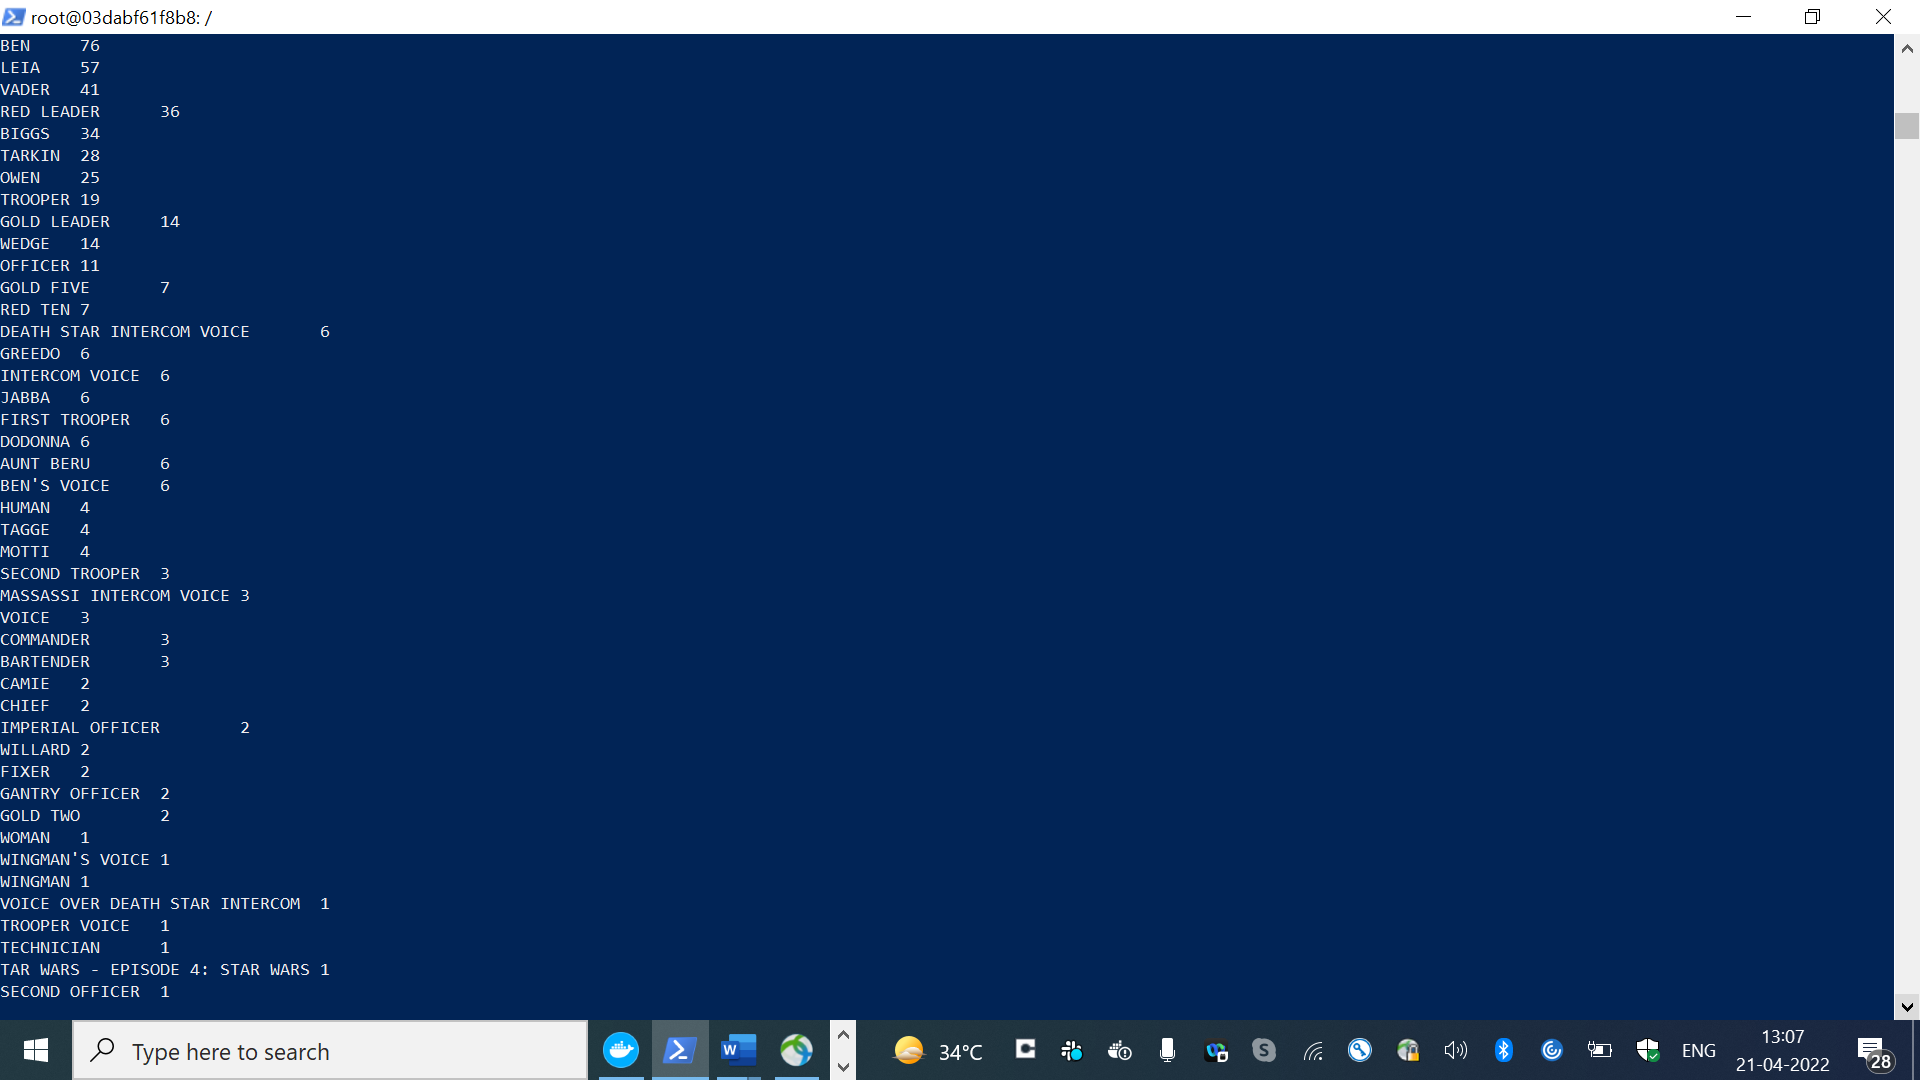 root@03dabf61f8b8: /
BEN 76
LEIA 57
VADER 41
RED LEADER 36
BIGGS 34
TARKIN 28
OWEN 25
TROOPER 19
GOLD LEADER 14
WEDGE 14
OFFICER 11
GOLD FIVE 7
RED TEN 7
DEATH STAR INTERCOM VOICE 6
GREEDO 6
INTERCOM VOICE 6
JABBA 6
FIRST TROOPER 6
DODONNA 6
AUNT BERU 6
BEN'S VOICE 6
HUMAN 4
TAGGE 4
MOTTI 4
SECOND TROOPER 3
MASSASSI INTERCOM VOICE 3
VOICE 3
COMMANDER 3
BARTENDER 3
CAMIE 2
CHIEF 2
IMPERIAL OFFICER 2
WILLARD 2
FIXER 2
GANTRY OFFICER 2
GOLD TWO 2
WOMAN 1
WINGMAN'S VOICE 1
WINGMAN 1
VOICE OVER DEATH STAR INTERCOM 1
TROOPER VOICE 1
TECHNICIAN 1
TAR WARS - EPISODE 4: STAR WARS 1
SECOND OFFICER 1
Type here to search
34°C
ENG
13:07
21-04-2022
28